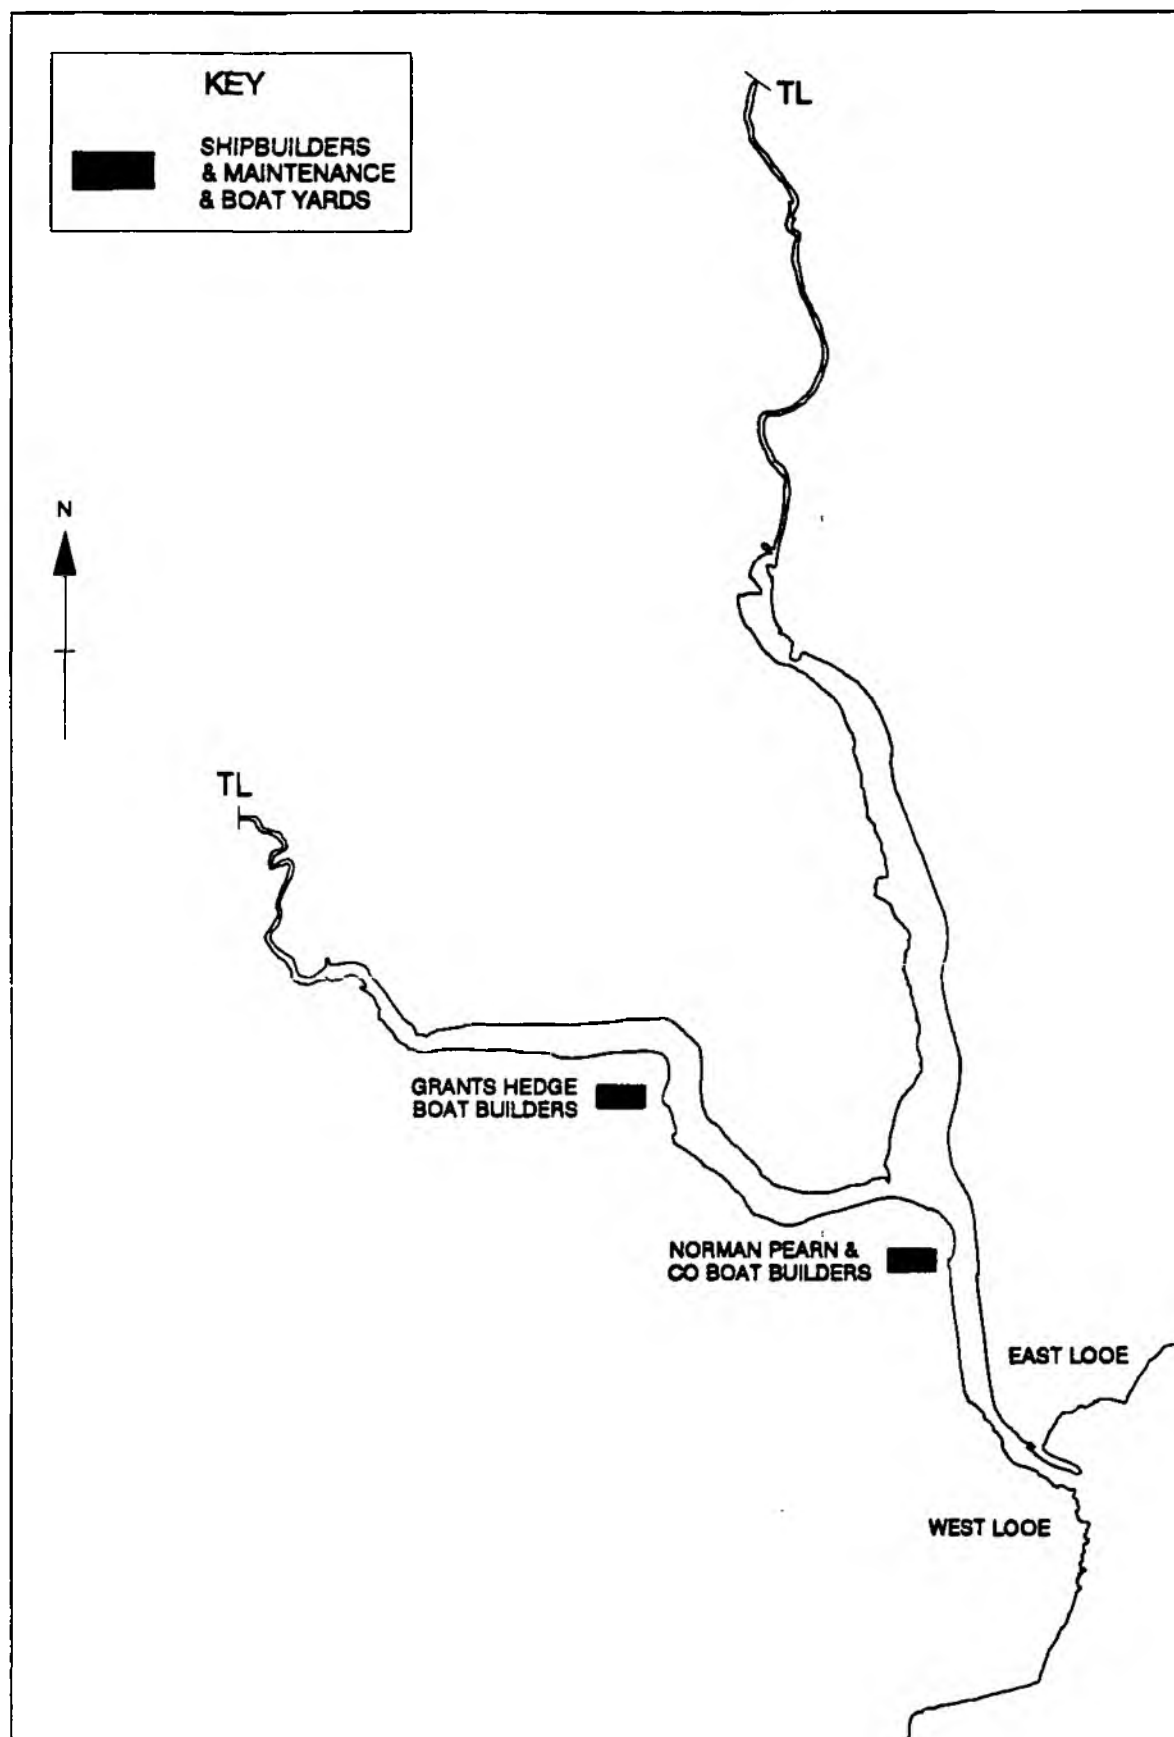 KEY
SHIPBUILDERS
& MAINTENANCE
& BOAT YARDS
TL
N
TL
GRANTS HEDGE
BOAT BUILDERS
NORMAN PEARN &
CO BOAT BUILDERS
EAST LOOE
WEST LOOE